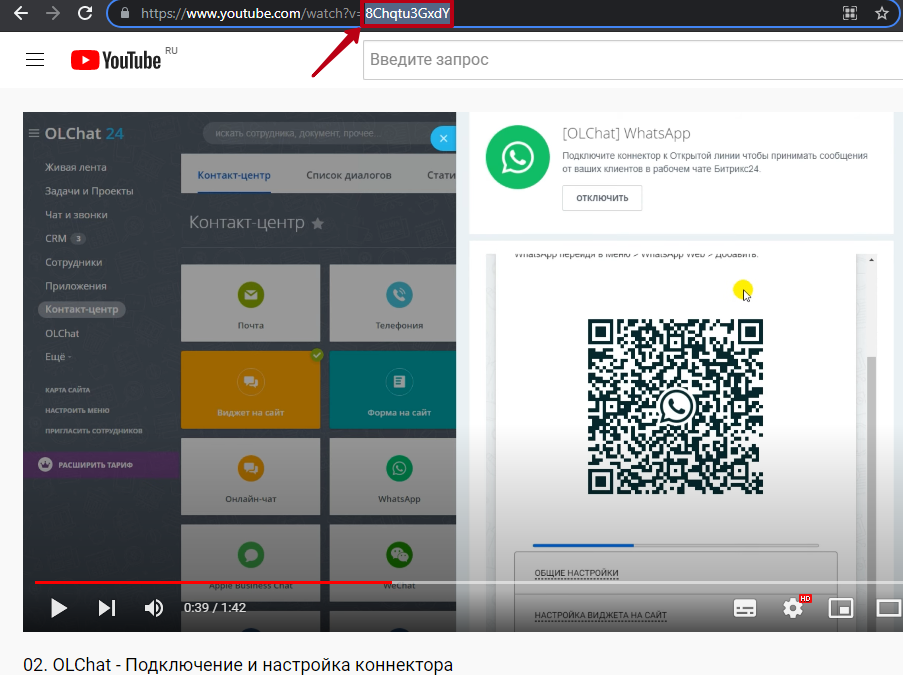 https://www.youtube.com/watch?v=8Chqtu3GxdY
YouTube RU
Введите запрос
OLChat 24
искать сотрудника, документ, прочее...
Живая лента
Задачи и Проекты
Чат и звонки
CRM 3
Сотрудники
Приложения
Контакт-центр
OLChat
Ещё -
КАРТА САЙТА
НАСТРОИТЬ МЕНЮ
ПРИГЛАСИТЬ СОТРУДНИКОВ
РАСШИРИТЬ ТАРИФ
Контакт-центр
Список диалогов
Стати
Контакт-центр
Почта
Телефония
Виджет на сайт
Форма на сайт
Онлайн-чат
WhatsApp
Apple Business Chat
WeChat
[OLChat] WhatsApp
Подключите коннектор к Открытой линии чтобы принимать сообщения
от ваших клиентов в рабочем чате Битрикс24.
ОТКЛЮЧИТЬ
WhatsApp перейдя в Меню > WhatsApp Web > Добавить.
ОБЩИЕ НАСТРОЙКИ
НАСТРОЙКА ВИДЖЕТА НА САЙТ
0:39 / 1:42
HD
02. OLChat - Подключение и настройка коннектора